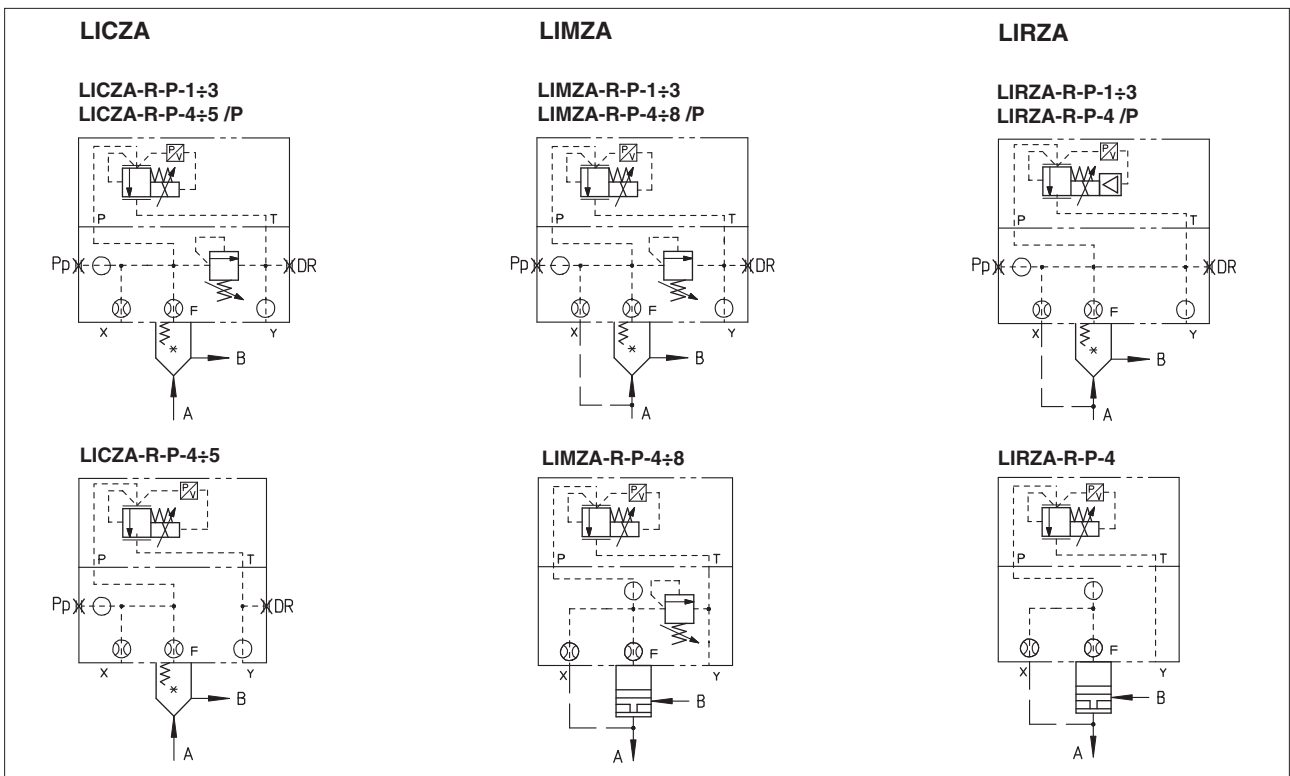 LICZA
LICZA-R-P-1÷3
LICZA-R-P-4÷5 /P
P/V
P
T
Pp
DR
X
F
Y
*
B
A
LIMZA
LIMZA-R-P-1÷3
LIMZA-R-P-4÷8 /P
P/V
P
T
Pp
DR
X
F
Y
*
B
A
LIRZA
LIRZA-R-P-1÷3
LIRZA-R-P-4 /P
P/V
P
T
Pp
DR
X
F
Y
*
B
A
LICZA-R-P-4÷5
P/V
P
T
Pp
DR
X
F
Y
*
B
A
LIMZA-R-P-4÷8
P/V
P
T
X
F
Y
B
A
LIRZA-R-P-4
P/V
P
T
X
F
Y
B
A